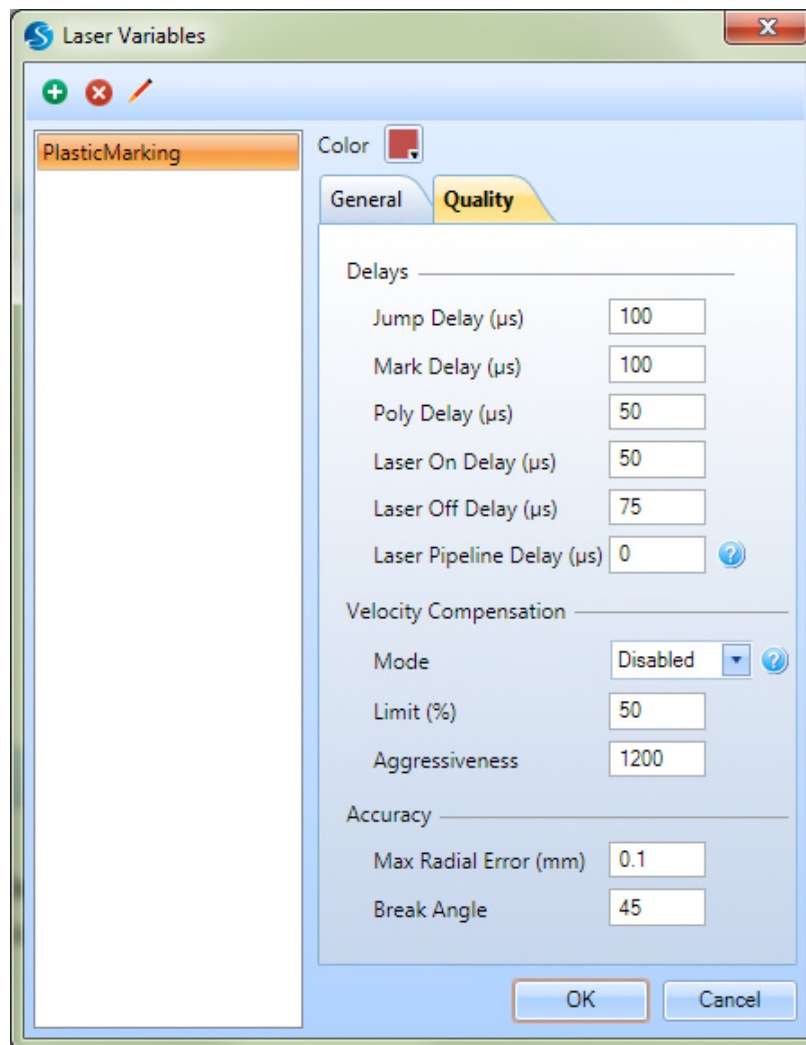 Laser Variables
PlasticMarking
Color
General
Quality
Delays
Jump Delay (µs) 100
Mark Delay (µs) 100
Poly Delay (µs) 50
Laser On Delay (µs) 50
Laser Off Delay (µs) 75
Laser Pipeline Delay (µs) 0
Velocity Compensation
Mode Disabled
Limit (%) 50
Aggressiveness 1200
Accuracy
Max Radial Error (mm) 0.1
Break Angle 45
OK Cancel